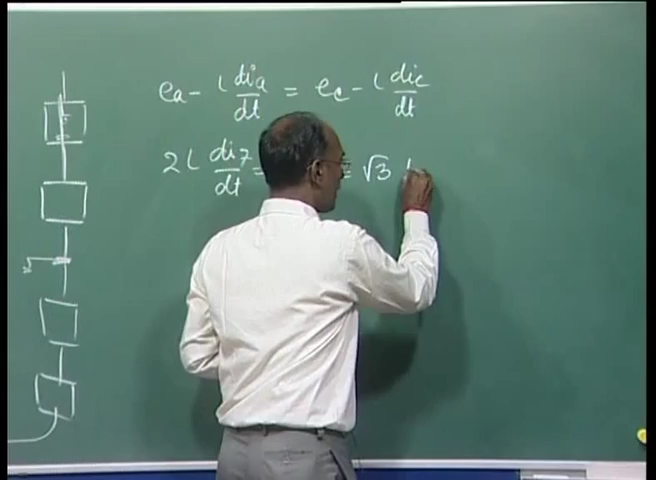 ea - l dia/dt = ec - l dic/dt
2l di7/dt = = √3